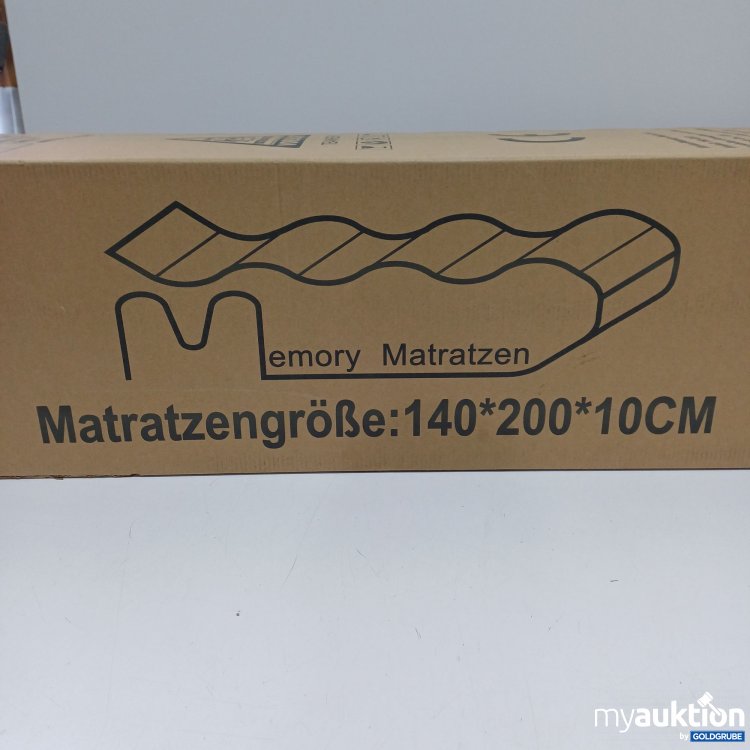 Memory Matratzen
Matratzengröße:140*200*10CM
myauktion
by GOLDGRUBE